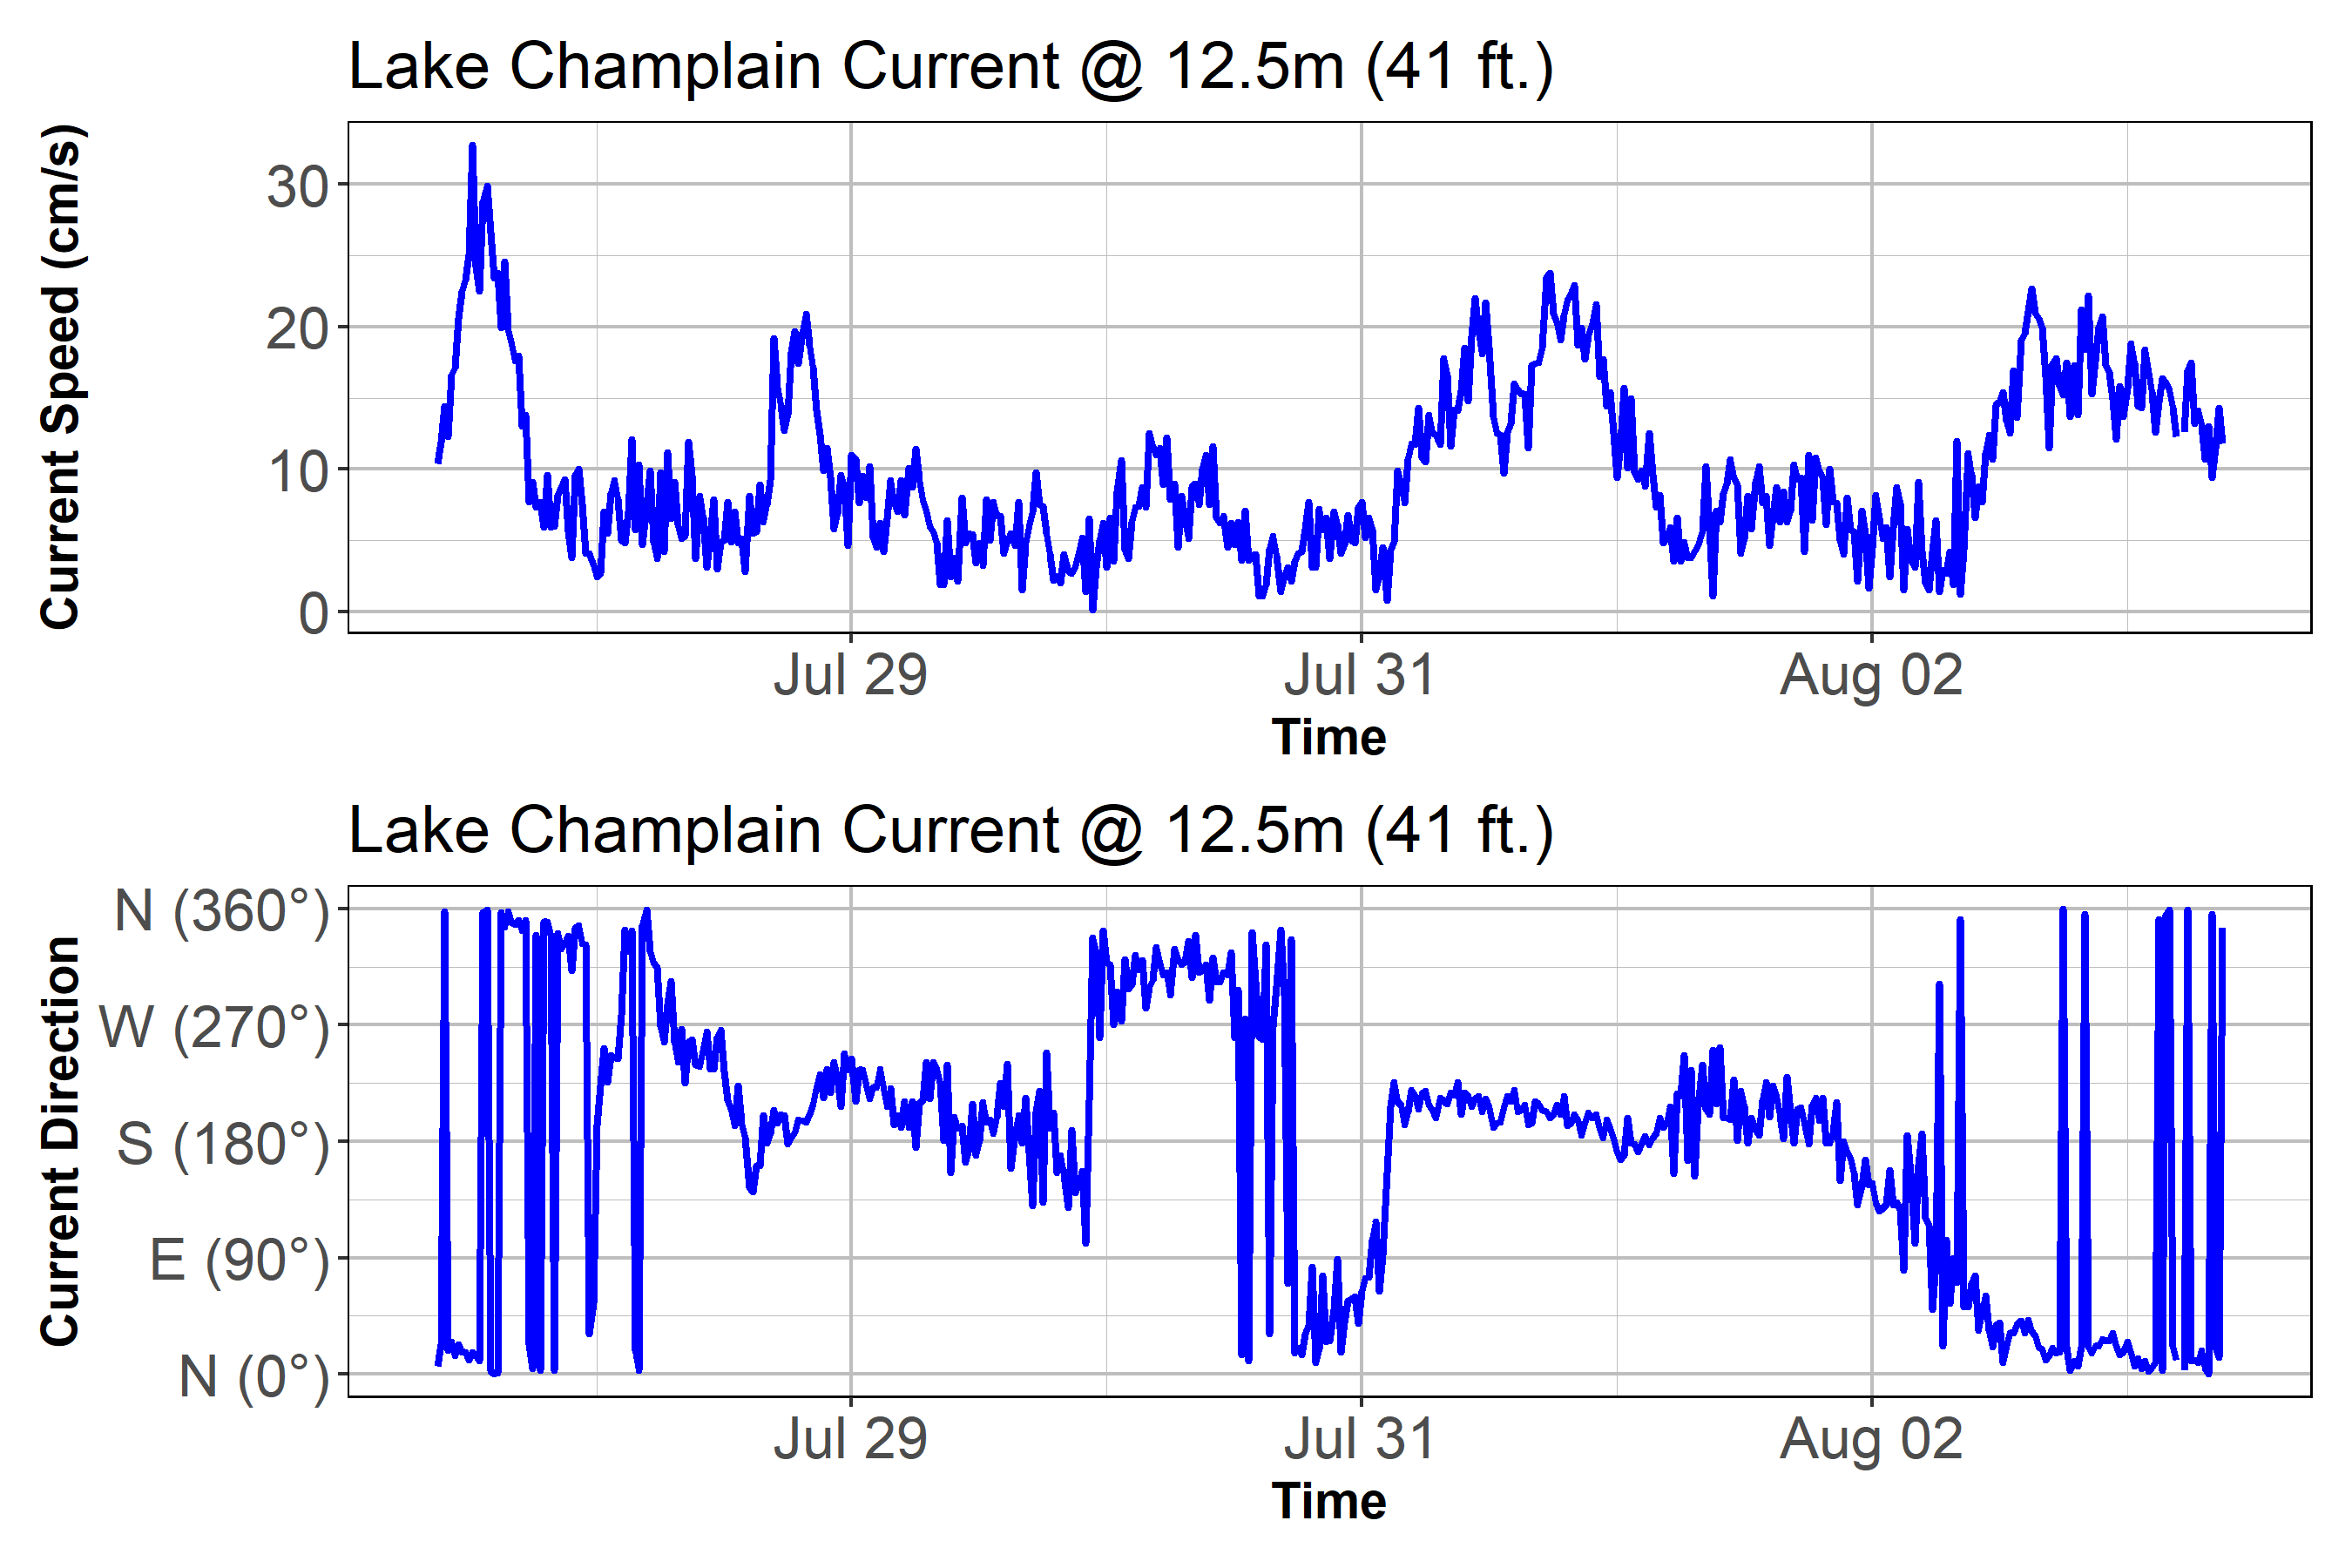 Lake Champlain Current @ 12.5m (41 ft.)
Current Speed (cm/s)
30
20
10
0
Jul 29 Jul 31 Aug 02
Time
Lake Champlain Current @ 12.5m (41 ft.)
Current Direction
N (360°)
W (270°)
S (180°)
E (90°)
N (0°)
Jul 29 Jul 31 Aug 02
Time